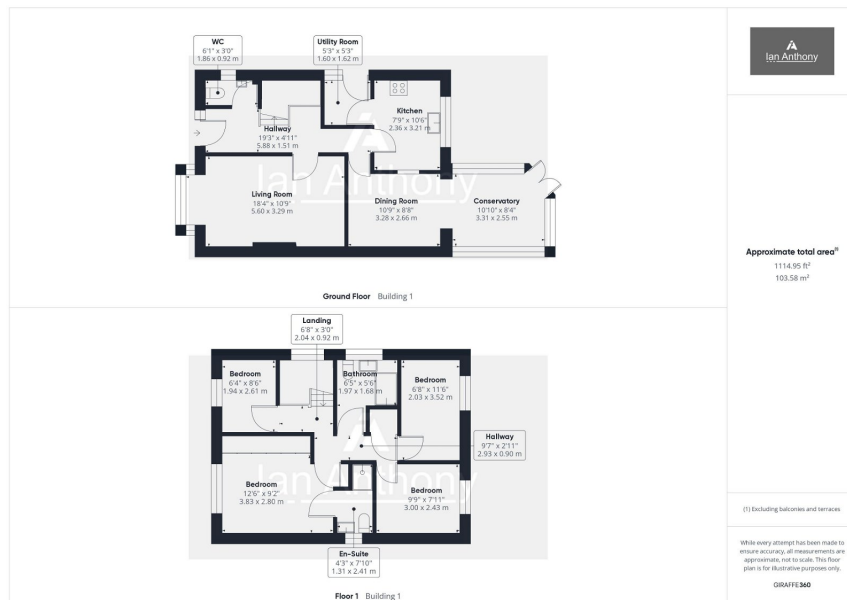 WC
6'1" x 3'0"
1.86 x 0.92 m
Utility Room
5'3" x 5'3"
1.60 x 1.62 m
Kitchen
7'9" x 10'6"
2.36 x 3.21 m
Hallway
19'3" x 4'11"
5.88 x 1.51 m
Ian Anthony
Living Room
18'4" x 10'9"
5.60 x 3.29 m
Dining Room
10'9" x 8'8"
3.28 x 2.66 m
Conservatory
10'10" x 8'4"
3.31 x 2.55 m
Ground Floor Building 1
Landing
6'8" x 3'0"
2.04 x 0.92 m
Bedroom
6'4" x 8'6"
1.94 x 2.61 m
Bathroom
6'5" x 5'6"
1.97 x 1.68 m
Bedroom
6'8" x 11'6"
2.03 x 3.52 m
Hallway
9'7" x 2'11"
2.93 x 0.90 m
Ian Anthony
Bedroom
12'6" x 9'2"
3.83 x 2.80 m
Bedroom
9'9" x 7'11"
3.00 x 2.43 m
En-Suite
4'3" x 7'10"
1.31 x 2.41 m
Floor 1 Building 1
Ian Anthony
Approximate total area(1)
1114.95 ft²
103.58 m²
(1) Excluding balconies and terraces
While every attempt has been made to
ensure accuracy, all measurements are
approximate, not to scale. This floor
plan is for illustrative purposes only.
GIRAFFE360